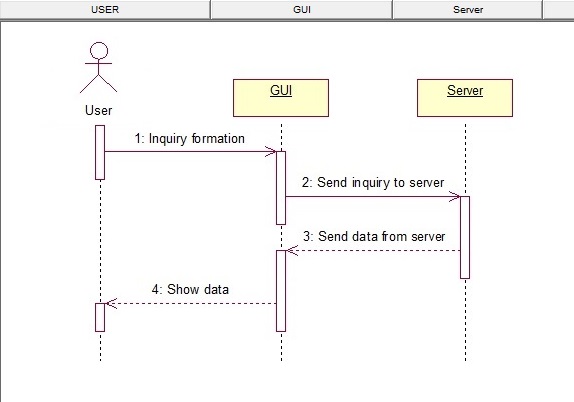 USER GUI Server
GUI Server
User
1: Inquiry formation
2: Send inquiry to server
3: Send data from server
4: Show data